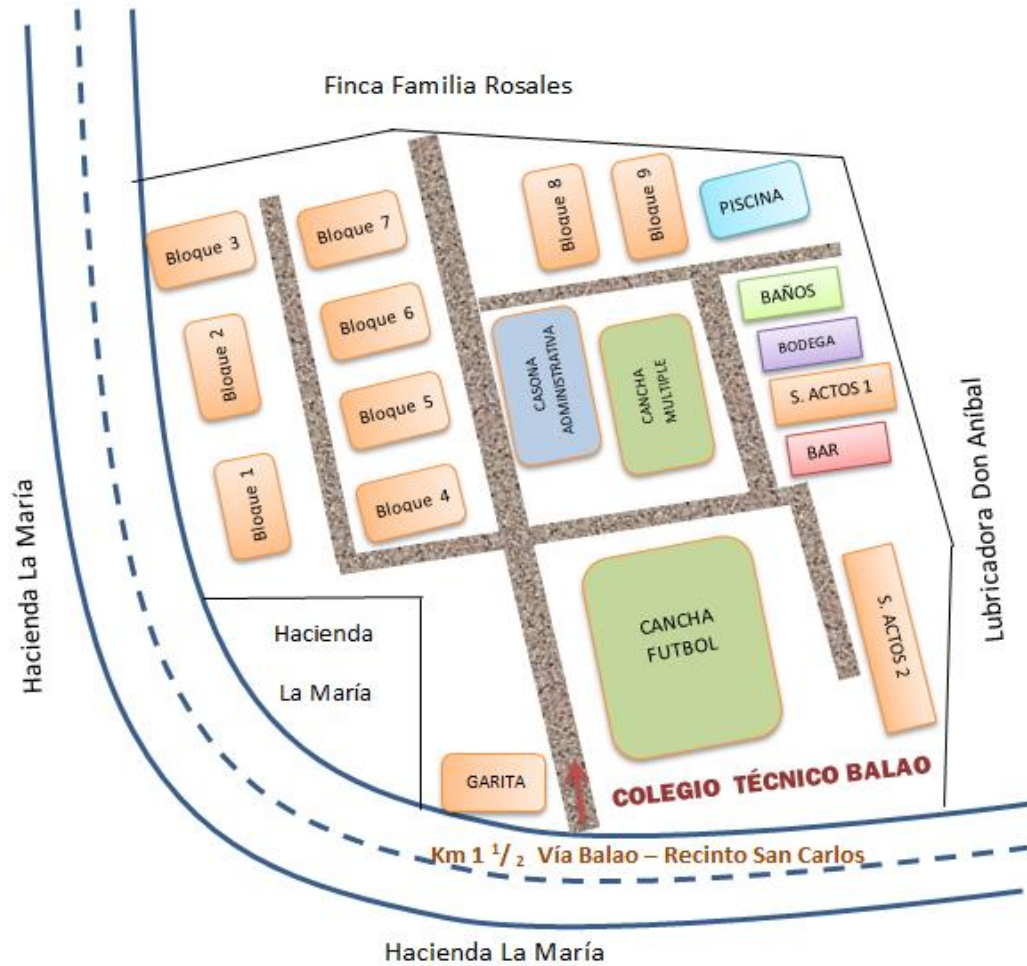 Finca Familia Rosales
Bloque 3
Bloque 7
Bloque 8
Bloque 9
PISCINA
Bloque 2
Bloque 6
CASONA
ADMINISTRATIVA
CANCHA
MULTIPLE
BAÑOS
BODEGA
S. ACTOS 1
BAR
Bloque 5
Bloque 1
Bloque 4
Hacienda La María
Lubricadora Don Aníbal
Hacienda
La María
CANCHA
FUTBOL
S. ACTOS 2
GARITA
COLEGIO TÉCNICO BALAO
Km 1 1/2 Vía Balao – Recinto San Carlos
Hacienda La María